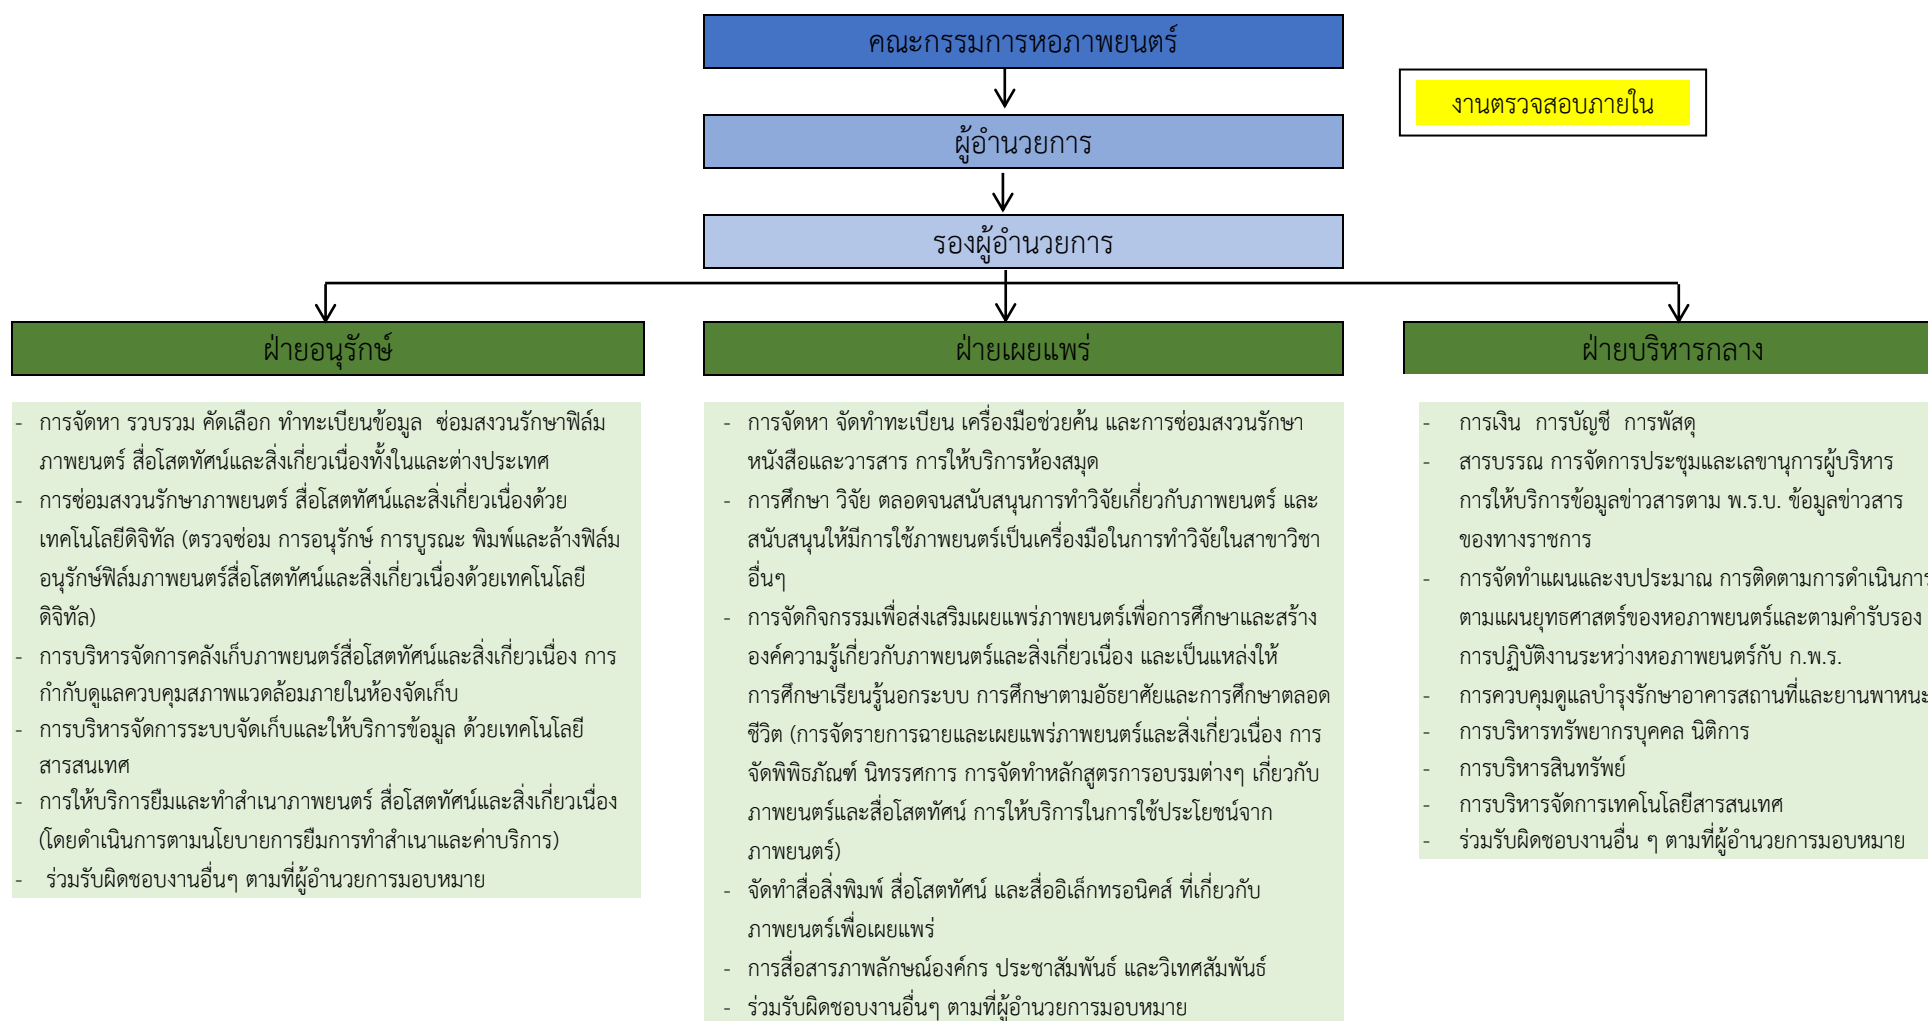 คณะกรรมการหอภาพยนตร์
งานตรวจสอบภายใน
ผู้อำนวยการ
รองผู้อำนวยการ
ฝ่ายอนุรักษ์
- การจัดหา รวบรวม คัดเลือก ทำทะเบียนข้อมูล ซ่อมสงวนรักษาฟิล์ม
ภาพยนตร์ สื่อโสตทัศน์และสิ่งเกี่ยวเนื่องทั้งในและต่างประเทศ
- การซ่อมสงวนรักษาภาพยนตร์ สื่อโสตทัศน์และสิ่งเกี่ยวเนื่องด้วย
เทคโนโลยีดิจิทัล (ตรวจซ่อม การอนุรักษ์ การบูรณะ พิมพ์และล้างฟิล์ม
อนุรักษ์ฟิล์มภาพยนตร์สื่อโสตทัศน์และสิ่งเกี่ยวเนื่องด้วยเทคโนโลยี
ดิจิทัล)
- การบริหารจัดการคลังเก็บภาพยนตร์สื่อโสตทัศน์และสิ่งเกี่ยวเนื่อง การ
กำกับดูแลควบคุมสภาพแวดล้อมภายในห้องจัดเก็บ
- การบริหารจัดการระบบจัดเก็บและให้บริการข้อมูล ด้วยเทคโนโลยี
สารสนเทศ
- การให้บริการยืมและทำสำเนาภาพยนตร์ สื่อโสตทัศน์และสิ่งเกี่ยวเนื่อง
(โดยดำเนินการตามนโยบายการยืมการทำสำเนาและค่าบริการ)
- ร่วมรับผิดชอบงานอื่นๆ ตามที่ผู้อำนวยการมอบหมาย
ฝ่ายเผยแพร่
- การจัดหา จัดทำทะเบียน เครื่องมือช่วยค้น และการซ่อมสงวนรักษา
หนังสือและวารสาร การให้บริการห้องสมุด
- การศึกษา วิจัย ตลอดจนสนับสนุนการทำวิจัยเกี่ยวกับภาพยนตร์ และ
สนับสนุนให้มีการใช้ภาพยนตร์เป็นเครื่องมือในการทำวิจัยในสาขาวิชา
อื่นๆ
- การจัดกิจกรรมเพื่อส่งเสริมเผยแพร่ภาพยนตร์เพื่อการศึกษาและสร้าง
องค์ความรู้เกี่ยวกับภาพยนตร์และสิ่งเกี่ยวเนื่อง และเป็นแหล่งให้
การศึกษาเรียนรู้นอกระบบ การศึกษาตามอัธยาศัยและการศึกษาตลอด
ชีวิต (การจัดรายการฉายและเผยแพร่ภาพยนตร์และสิ่งเกี่ยวเนื่อง การ
จัดพิพิธภัณฑ์ นิทรรศการ การจัดทำหลักสูตรการอบรมต่างๆ เกี่ยวกับ
ภาพยนตร์และสื่อโสตทัศน์ การให้บริการในการใช้ประโยชน์จาก
ภาพยนตร์)
- จัดทำสื่อสิ่งพิมพ์ สื่อโสตทัศน์ และสื่ออิเล็กทรอนิคส์ ที่เกี่ยวกับ
ภาพยนตร์เพื่อเผยแพร่
- การสื่อสารภาพลักษณ์องค์กร ประชาสัมพันธ์ และวิเทศสัมพันธ์
- ร่วมรับผิดชอบงานอื่นๆ ตามที่ผู้อำนวยการมอบหมาย
ฝ่ายบริหารกลาง
- การเงิน การบัญชี การพัสดุ
- สารบรรณ การจัดการประชุมและเลขานุการผู้บริหาร
การให้บริการข้อมูลข่าวสารตาม พ.ร.บ. ข้อมูลข่าวสาร
ของทางราชการ
- การจัดทำแผนและงบประมาณ การติดตามการดำเนินการ
ตามแผนยุทธศาสตร์ของหอภาพยนตร์และตามคำรับรอง
การปฏิบัติงานระหว่างหอภาพยนตร์กับ ก.พ.ร.
- การควบคุมดูแลบำรุงรักษาอาคารสถานที่และยานพาหนะ
- การบริหารทรัพยากรบุคคล นิติการ
- การบริหารสินทรัพย์
- การบริหารจัดการเทคโนโลยีสารสนเทศ
- ร่วมรับผิดชอบงานอื่น ๆ ตามที่ผู้อำนวยการมอบหมาย